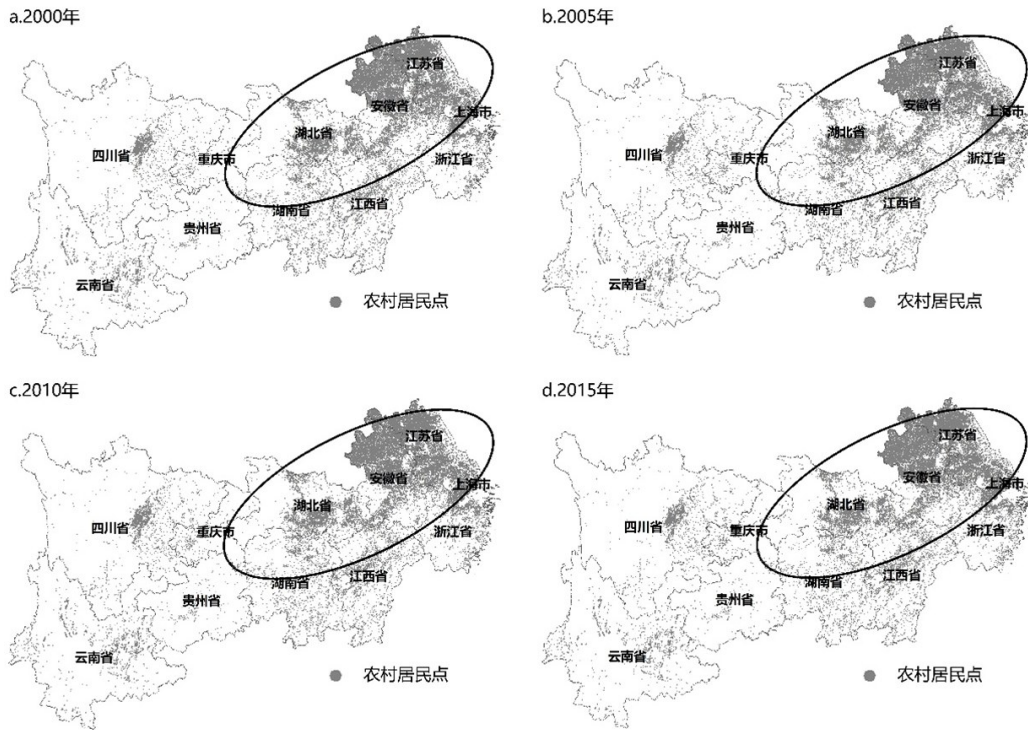 a.2000年
江苏省
安徽省
上海市
湖北省
四川省
重庆市
浙江省
湖南省
江西省
贵州省
云南省
农村居民点
b.2005年
江苏省
安徽省
上海市
湖北省
四川省
重庆市
浙江省
湖南省
江西省
贵州省
云南省
农村居民点
c.2010年
江苏省
安徽省
上海市
湖北省
四川省
重庆市
浙江省
湖南省
江西省
贵州省
云南省
农村居民点
d.2015年
江苏省
安徽省
上海市
湖北省
四川省
重庆市
浙江省
湖南省
江西省
贵州省
云南省
农村居民点